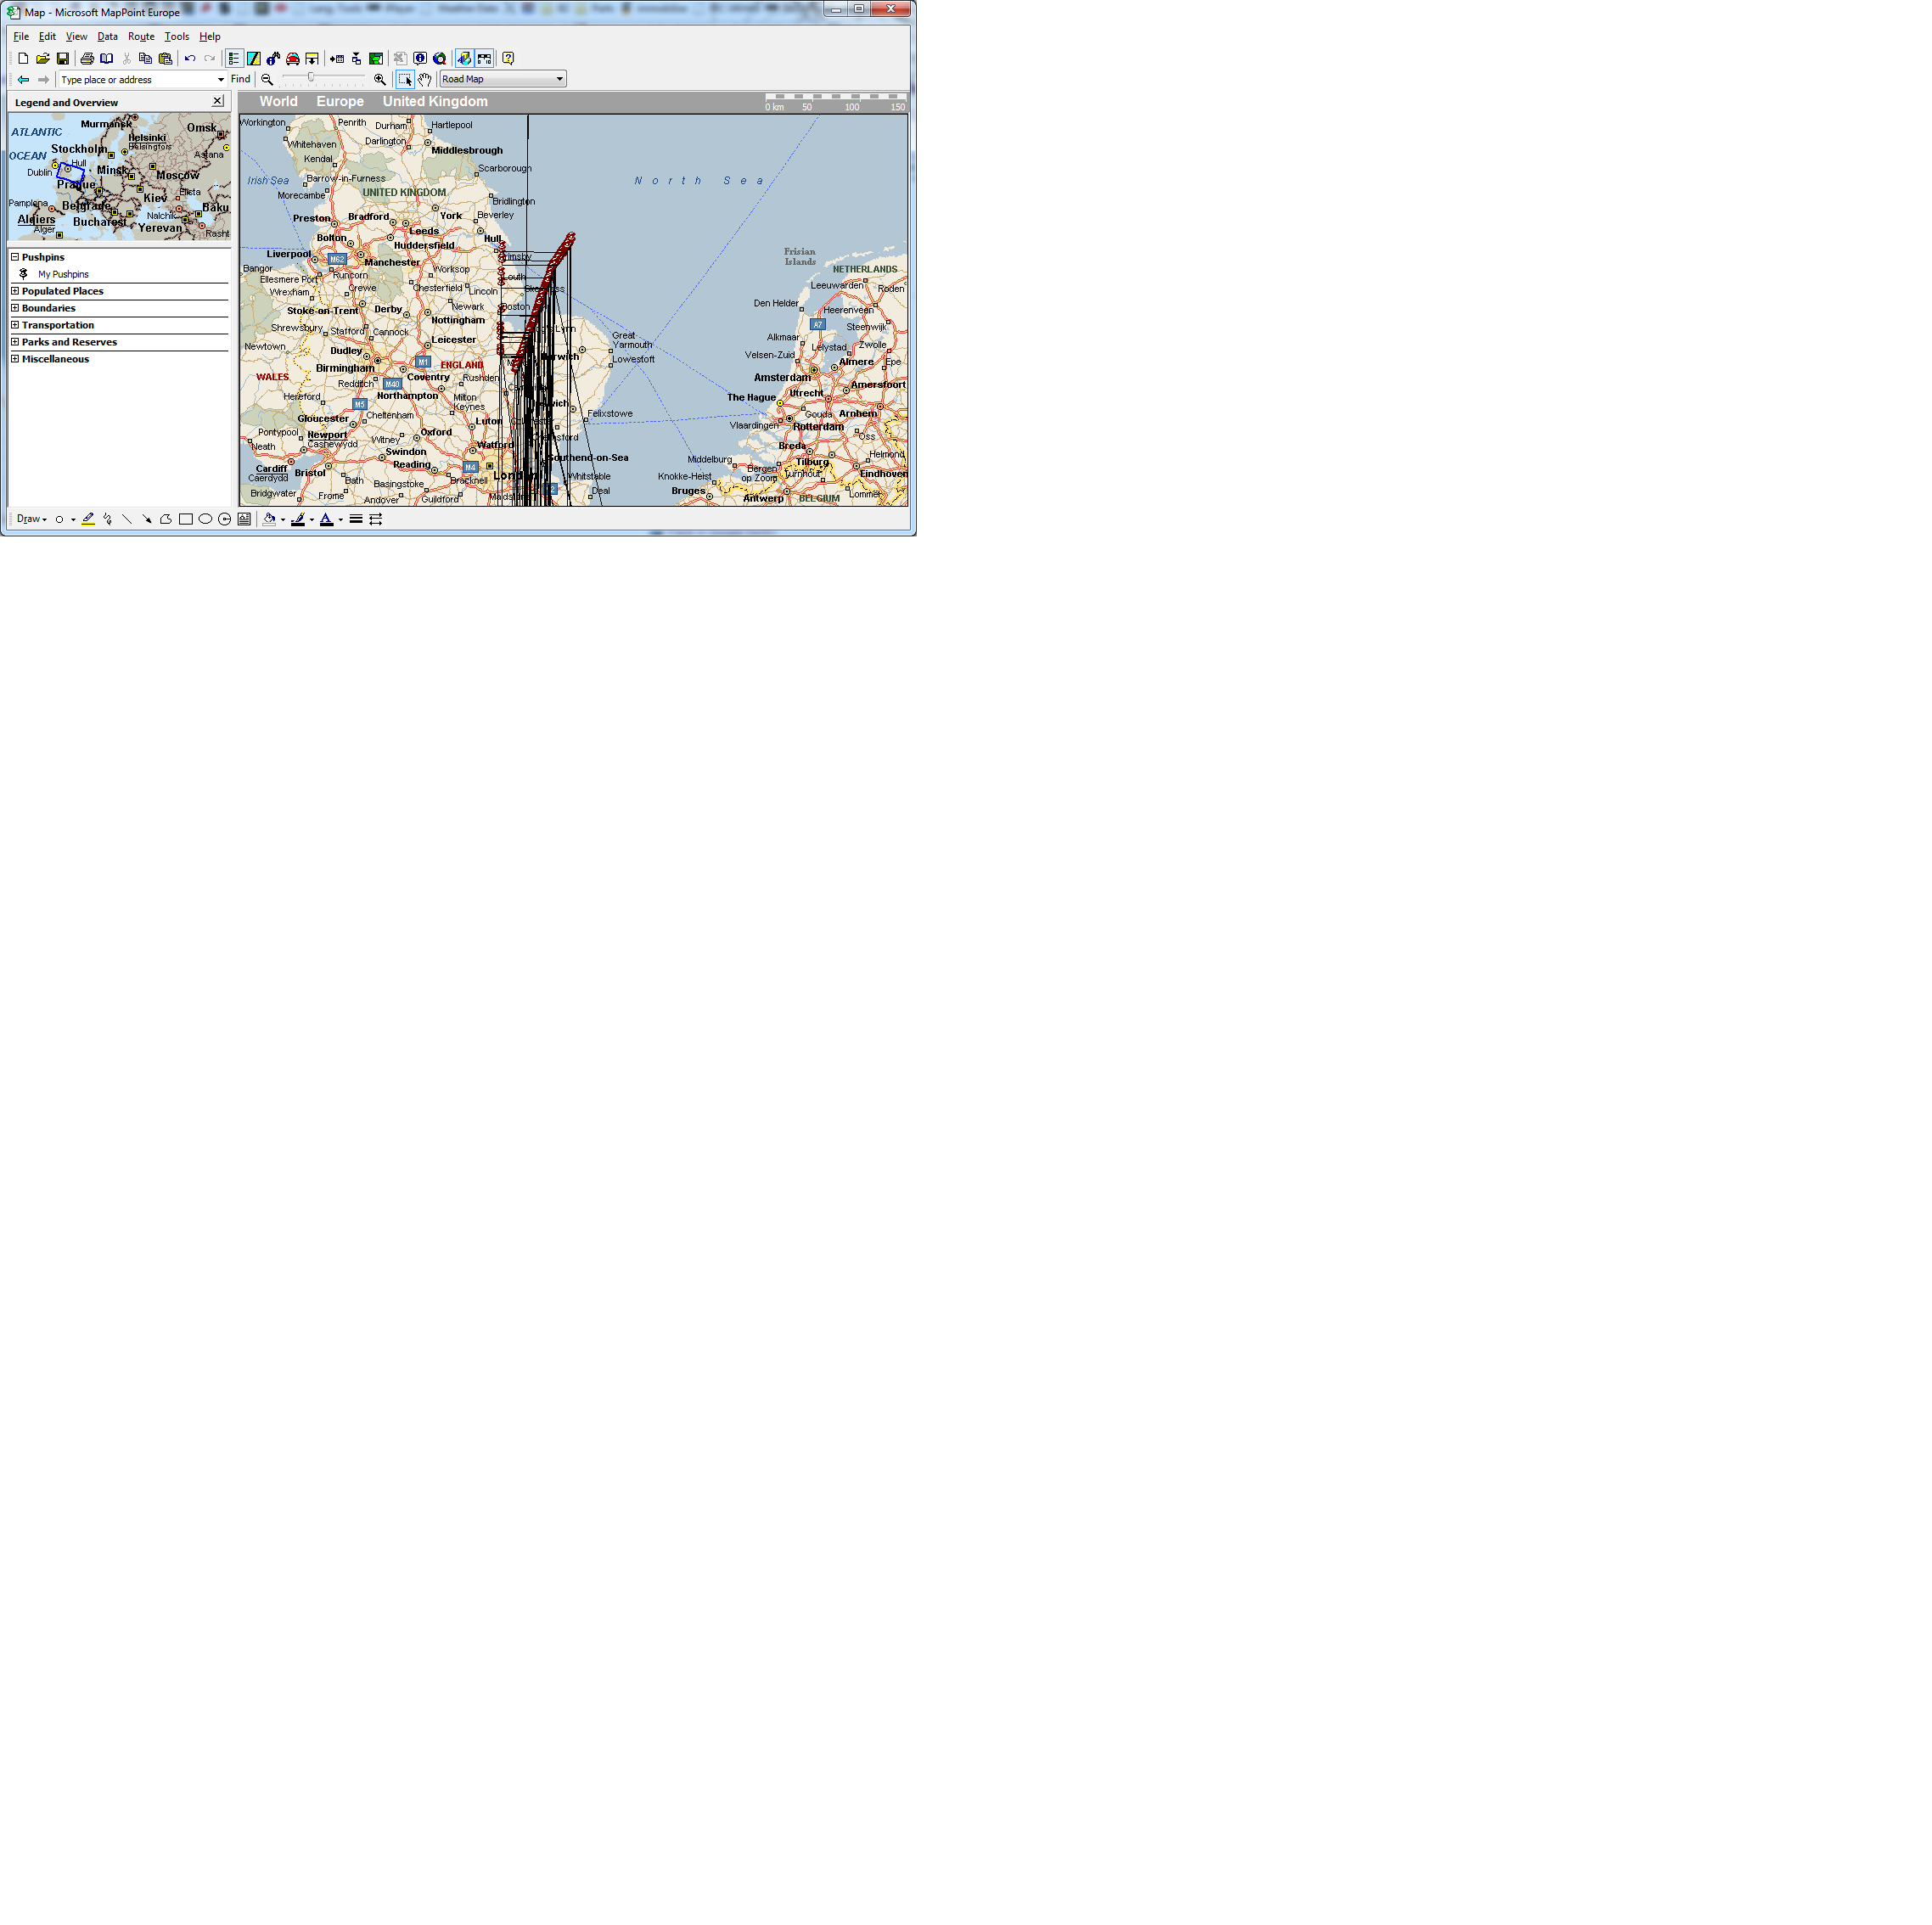 Map - Microsoft MapPoint Europe
File Edit View Data Route Tools Help
Type place or address Find Road Map
Legend and Overview
World Europe United Kingdom
0 km 50 100 150
Murmansk
ATLANTIC
Omsk
Helsinki
Helsingfors
Stockholm
OCEAN
Astana
Hull
Dublin
Minsk
Moscow
Prague
Elista
Kiev
Pamplona
Belgrade
Nalchik
Baku
Algiers
Bucharest
Yerevan
Alger
Rasht
Pushpins
My Pushpins
Populated Places
Boundaries
Transportation
Parks and Reserves
Miscellaneous
Workington
Penrith
Durham
Hartlepool
Whitehaven
Darlington
Middlesbrough
Kendal
Scarborough
Irish Sea
Barrow-in-Furness
North Sea
Morecambe
UNITED KINGDOM
Bridlington
Preston
Bradford
York
Beverley
Leeds
Bolton
Huddersfield
Hull
Liverpool
M62
Manchester
Frisian
Islands
Bangor
Runcorn
Worksop
Louth
NETHERLANDS
Ellesmere Port
Leeuwarden
Roden
Wrexham
Crewe
Chesterfield
Lincoln
Den Helder
Heerenveen
Stoke-on-Trent
Derby
Newark
Boston
Nottingham
A7
Steenwijk
Shrewsbury
Stafford
Cannock
Great
Yarmouth
Alkmaar
Lelystad
Zwolle
Newtown
Leicester
Dudley
Norwich
Lowestoft
Velsen-Zuid
Almere
Epe
Birmingham
M1
ENGLAND
WALES
Coventry
Rushden
Amsterdam
Amersfoort
Redditch
M40
Hereford
Northampton
Milton
Keynes
The Hague
Utrecht
M5
Cheltenham
Felixstowe
Gouda
Arnhem
Gloucester
Luton
Vlaardingen
Rotterdam
Pontypool
Newport
Casnewydd
Witney
Oxford
Oss
Neath
Watford
Breda
Swindon
Southend-on-Sea
Middelburg
Tilburg
Helmond
Cardiff
Caerdydd
Bristol
Reading
M4
London
Bergen
op Zoom
Turnhout
Eindhoven
Bath
Basingstoke
Bracknell
Whitstable
Knokke-Heist
Bridgwater
Frome
Andover
Guildford
Deal
Bruges
Antwerp
BELGIUM
Lommel
Draw